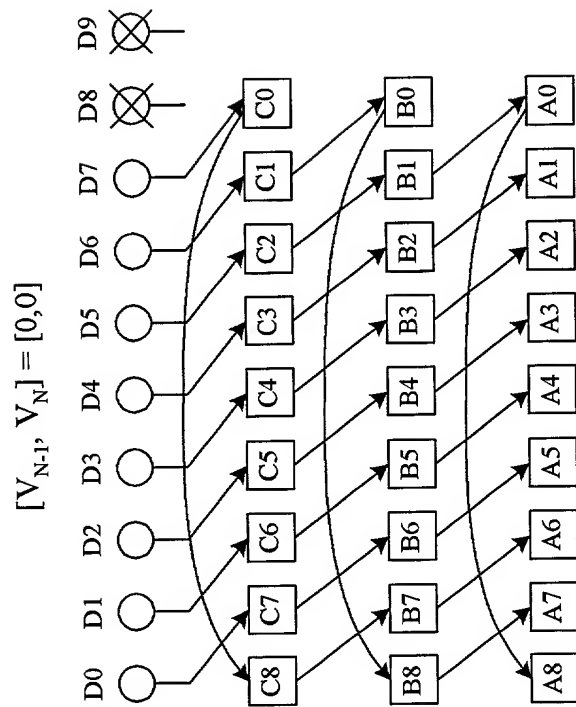 [V_{N-1}, V_N] = [0,0]
D0 D1 D2 D3 D4 D5 D6 D7 D8 D9
C8 C7 C6 C5 C4 C3 C2 C1 C0
B8 B7 B6 B5 B4 B3 B2 B1 B0
A8 A7 A6 A5 A4 A3 A2 A1 A0